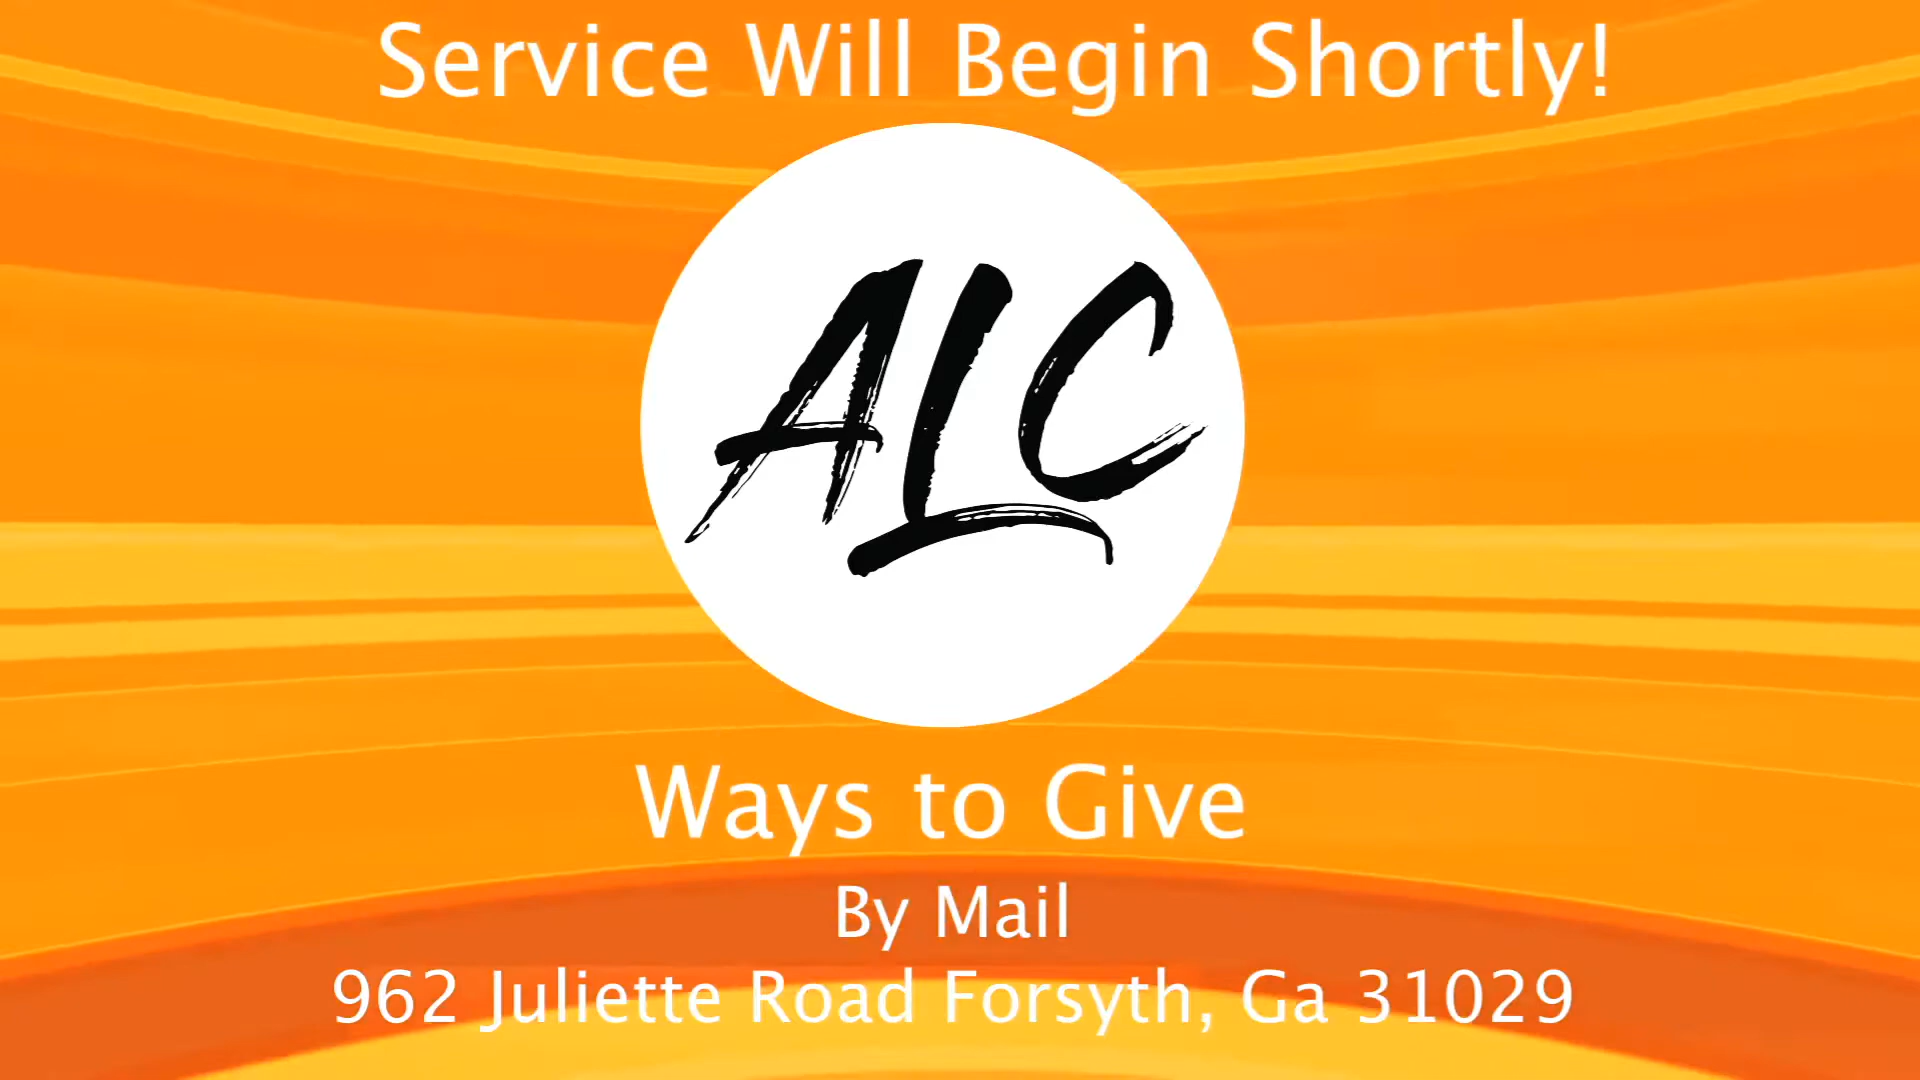 Service Will Begin Shortly!
ALC
Ways to Give
By Mail
962 Juliette Road Forsyth, Ga 31029